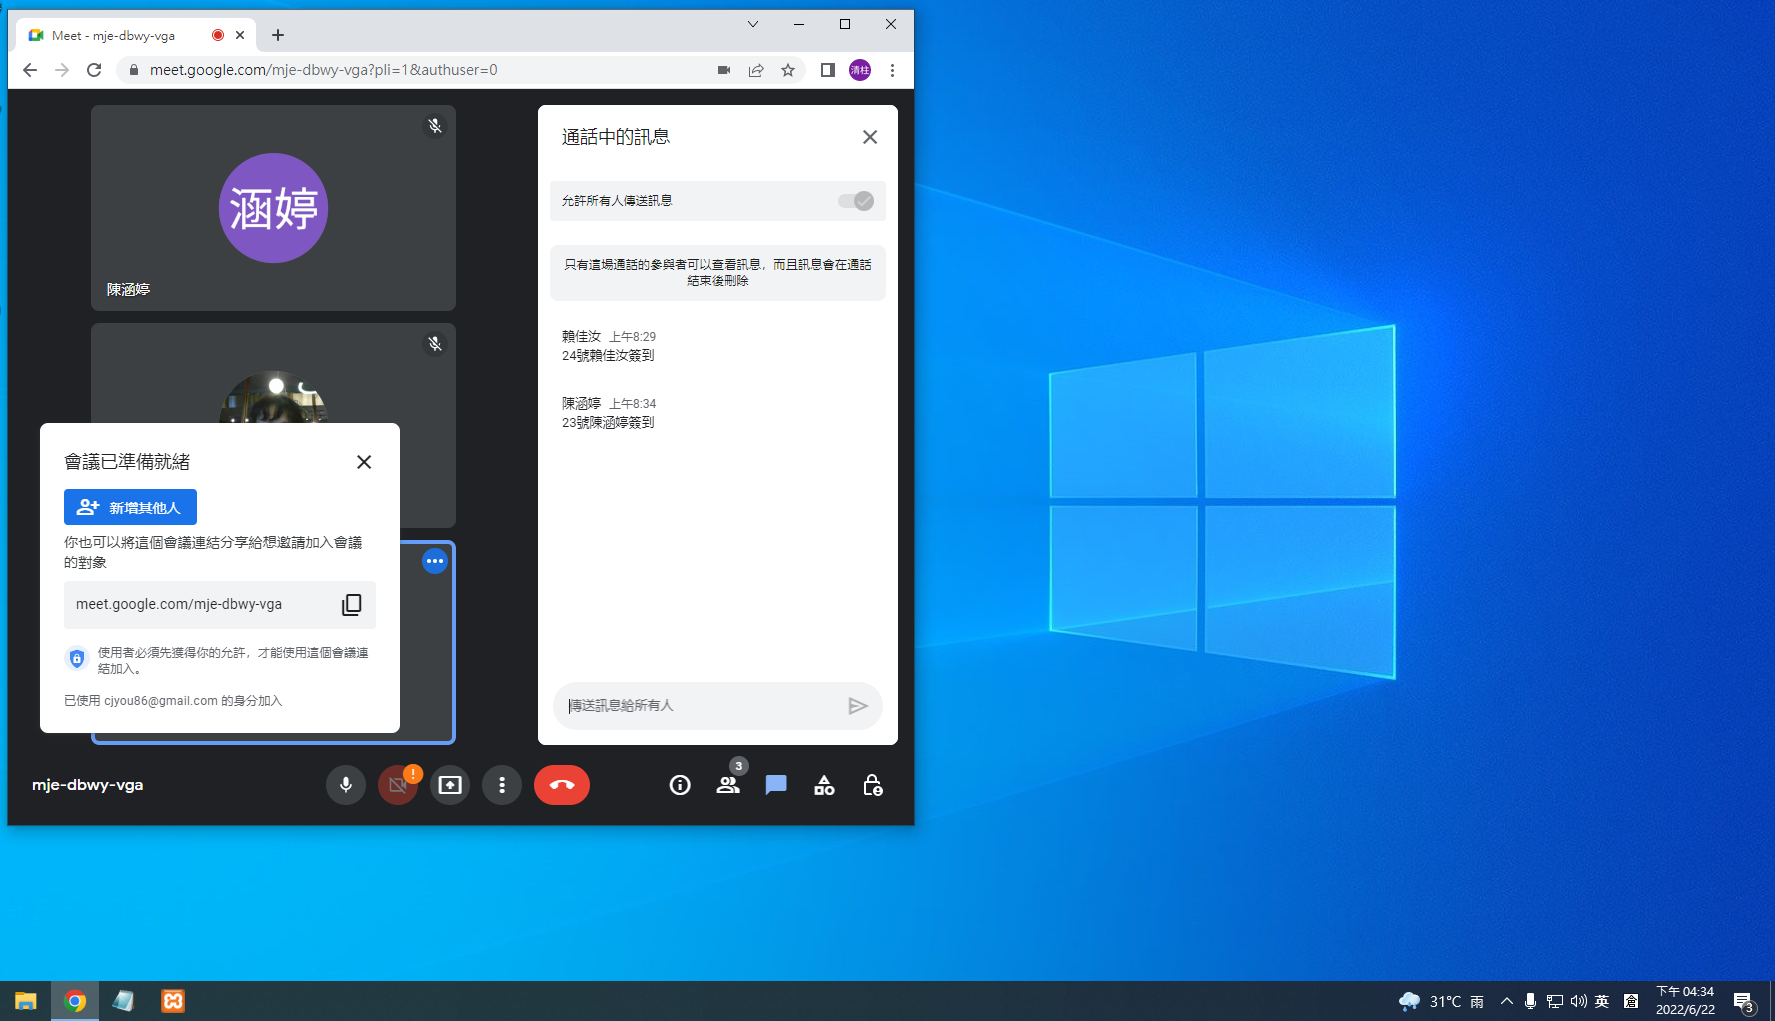 Meet - mje-dbwy-vga
meet.google.com/mje-dbwy-vga?pli=1&authuser=0
清柱
涵婷
陳涵婷
會議已準備就緒
新增其他人
你也可以將這個會議連結分享給想邀請加入會議
的對象
meet.google.com/mje-dbwy-vga
使用者必須先獲得你的允許，才能使用這個會議連
結加入。
已使用 cjyou86@gmail.com 的身分加入
通話中的訊息
允許所有人傳送訊息
只有這場通話的參與者可以查看訊息，而且訊息會在通話
結束後刪除
賴佳汝 上午8:29
24號賴佳汝簽到
陳涵婷 上午8:34
23號陳涵婷簽到
傳送訊息給所有人
mje-dbwy-vga
!
3
31°C 雨
英
倉
下午 04:34
2022/6/22
3